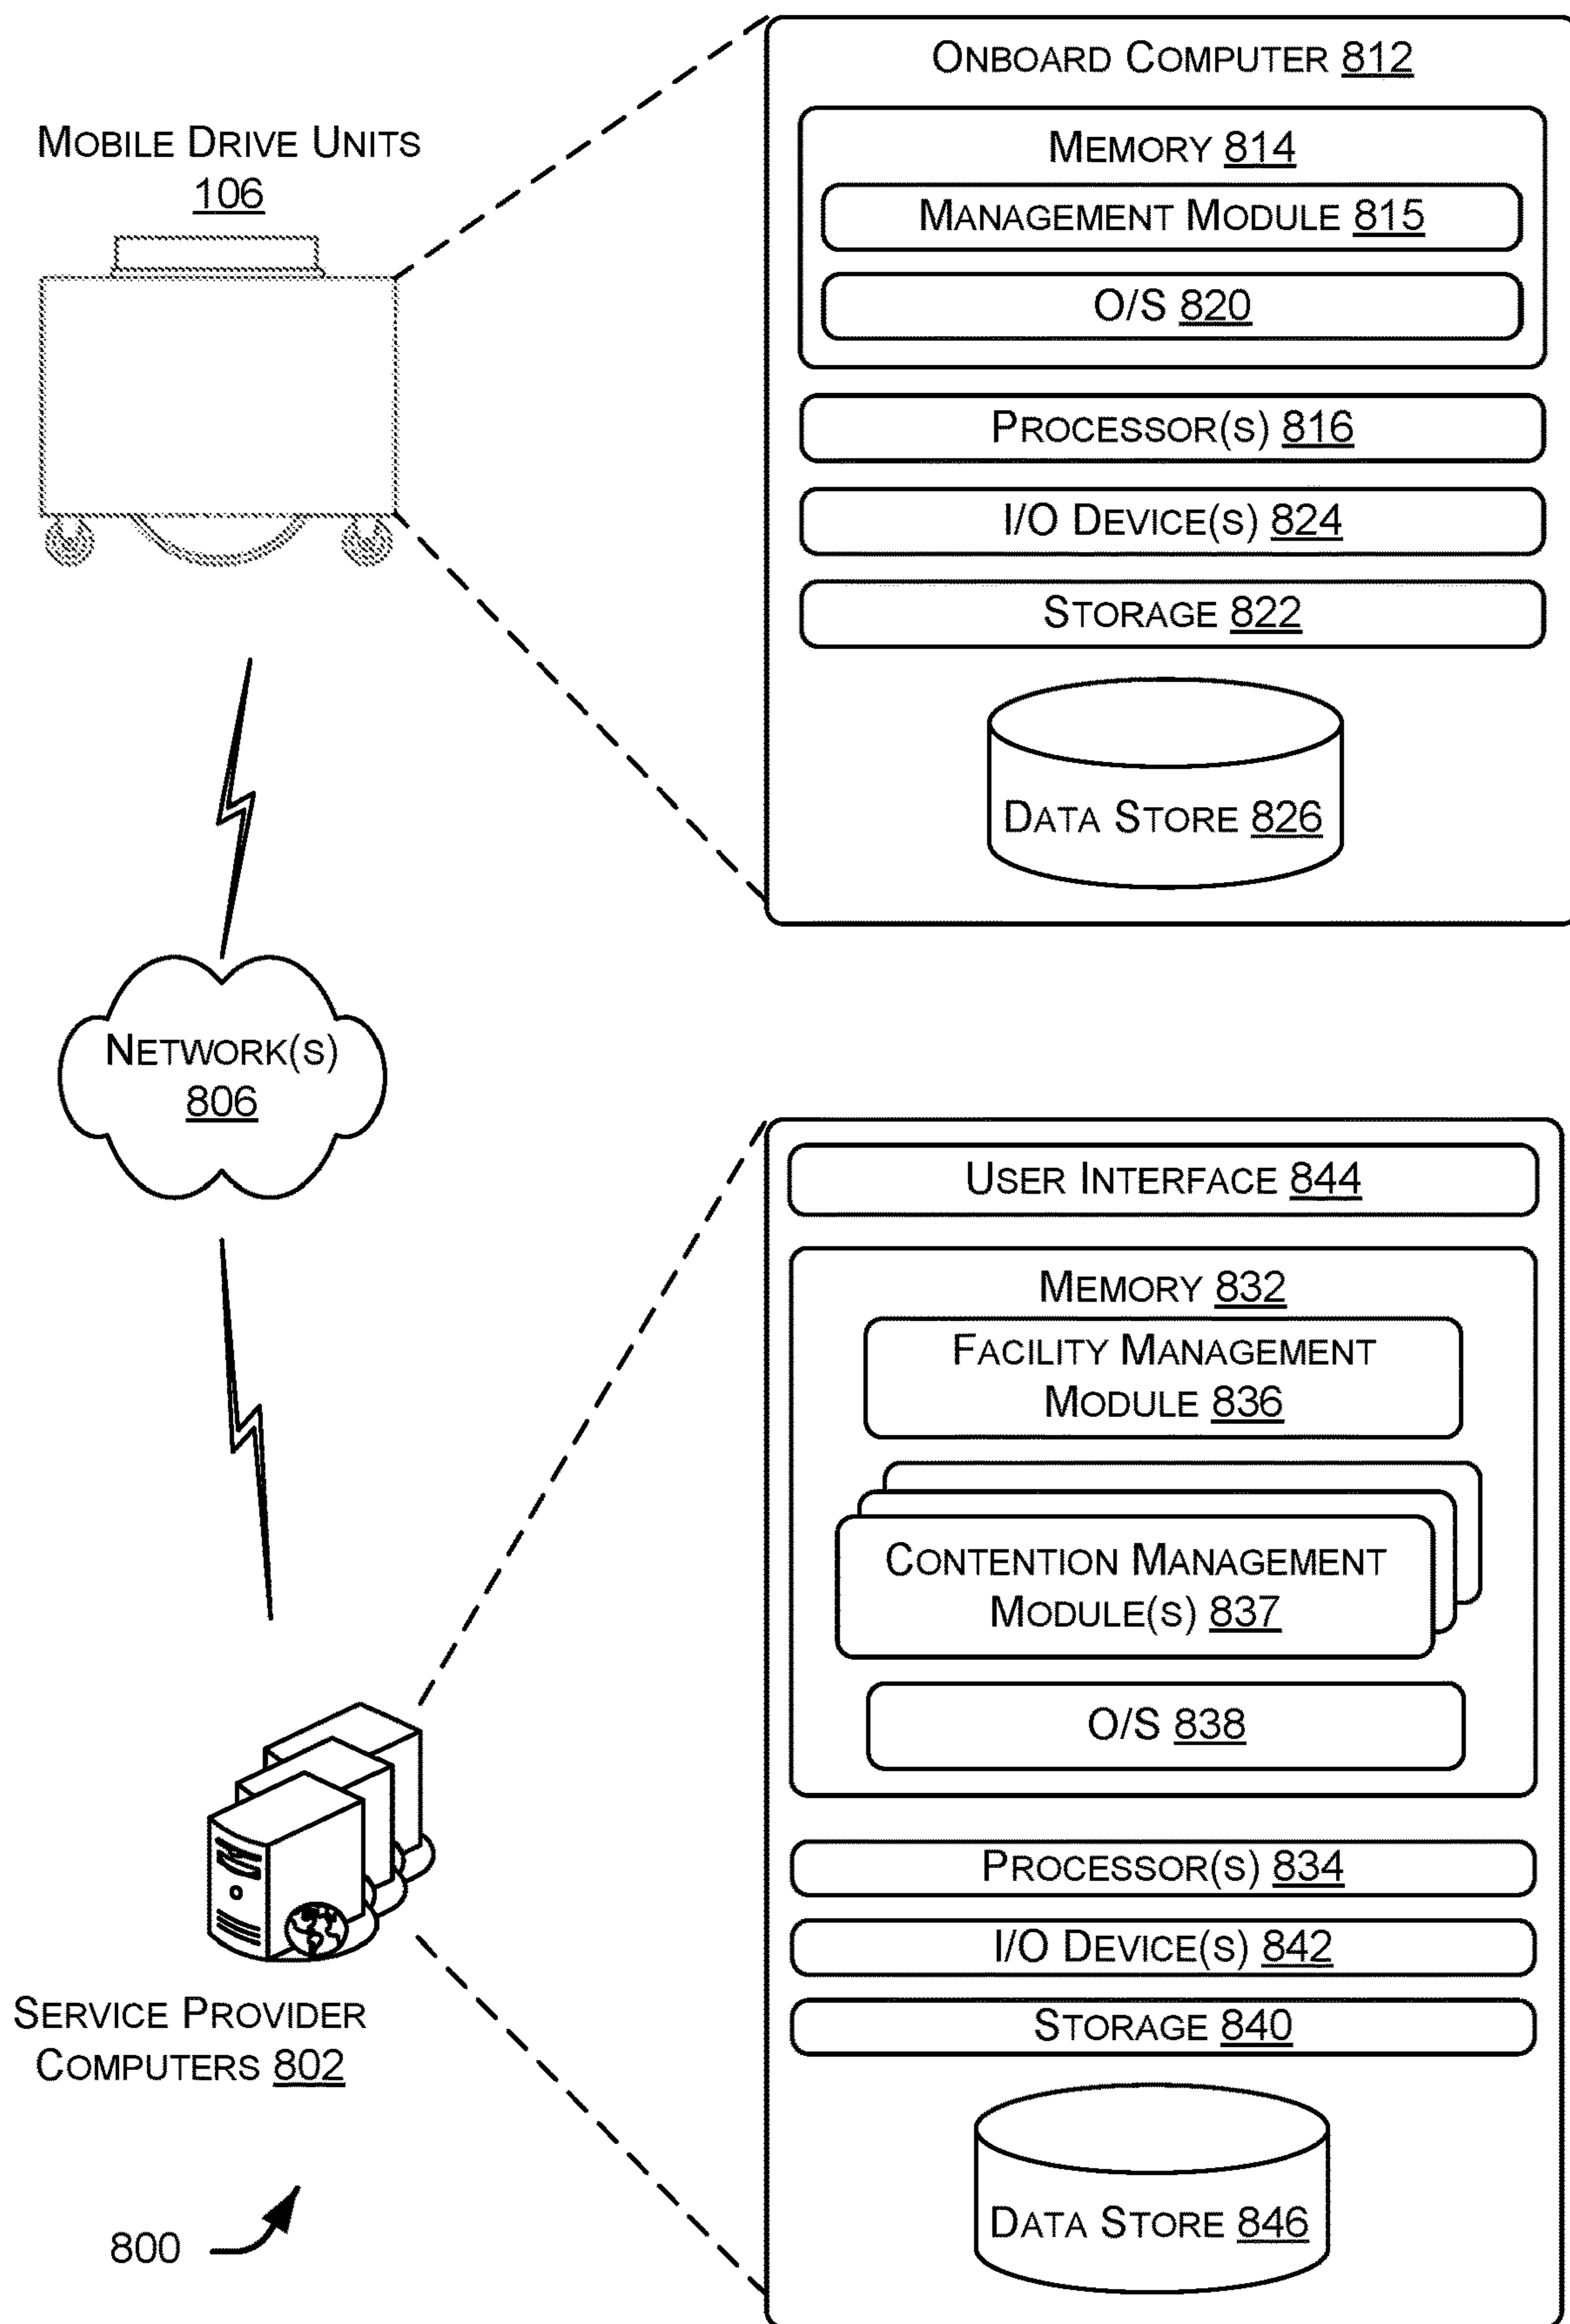 MOBILE DRIVE UNITS
106
ONBOARD COMPUTER 812
MEMORY 814
MANAGEMENT MODULE 815
O/S 820
PROCESSOR(S) 816
I/O DEVICE(S) 824
STORAGE 822
DATA STORE 826
NETWORK(S)
806
USER INTERFACE 844
MEMORY 832
FACILITY MANAGEMENT
MODULE 836
CONTENTION MANAGEMENT
MODULE(S) 837
O/S 838
PROCESSOR(S) 834
I/O DEVICE(S) 842
STORAGE 840
DATA STORE 846
SERVICE PROVIDER
COMPUTERS 802
800